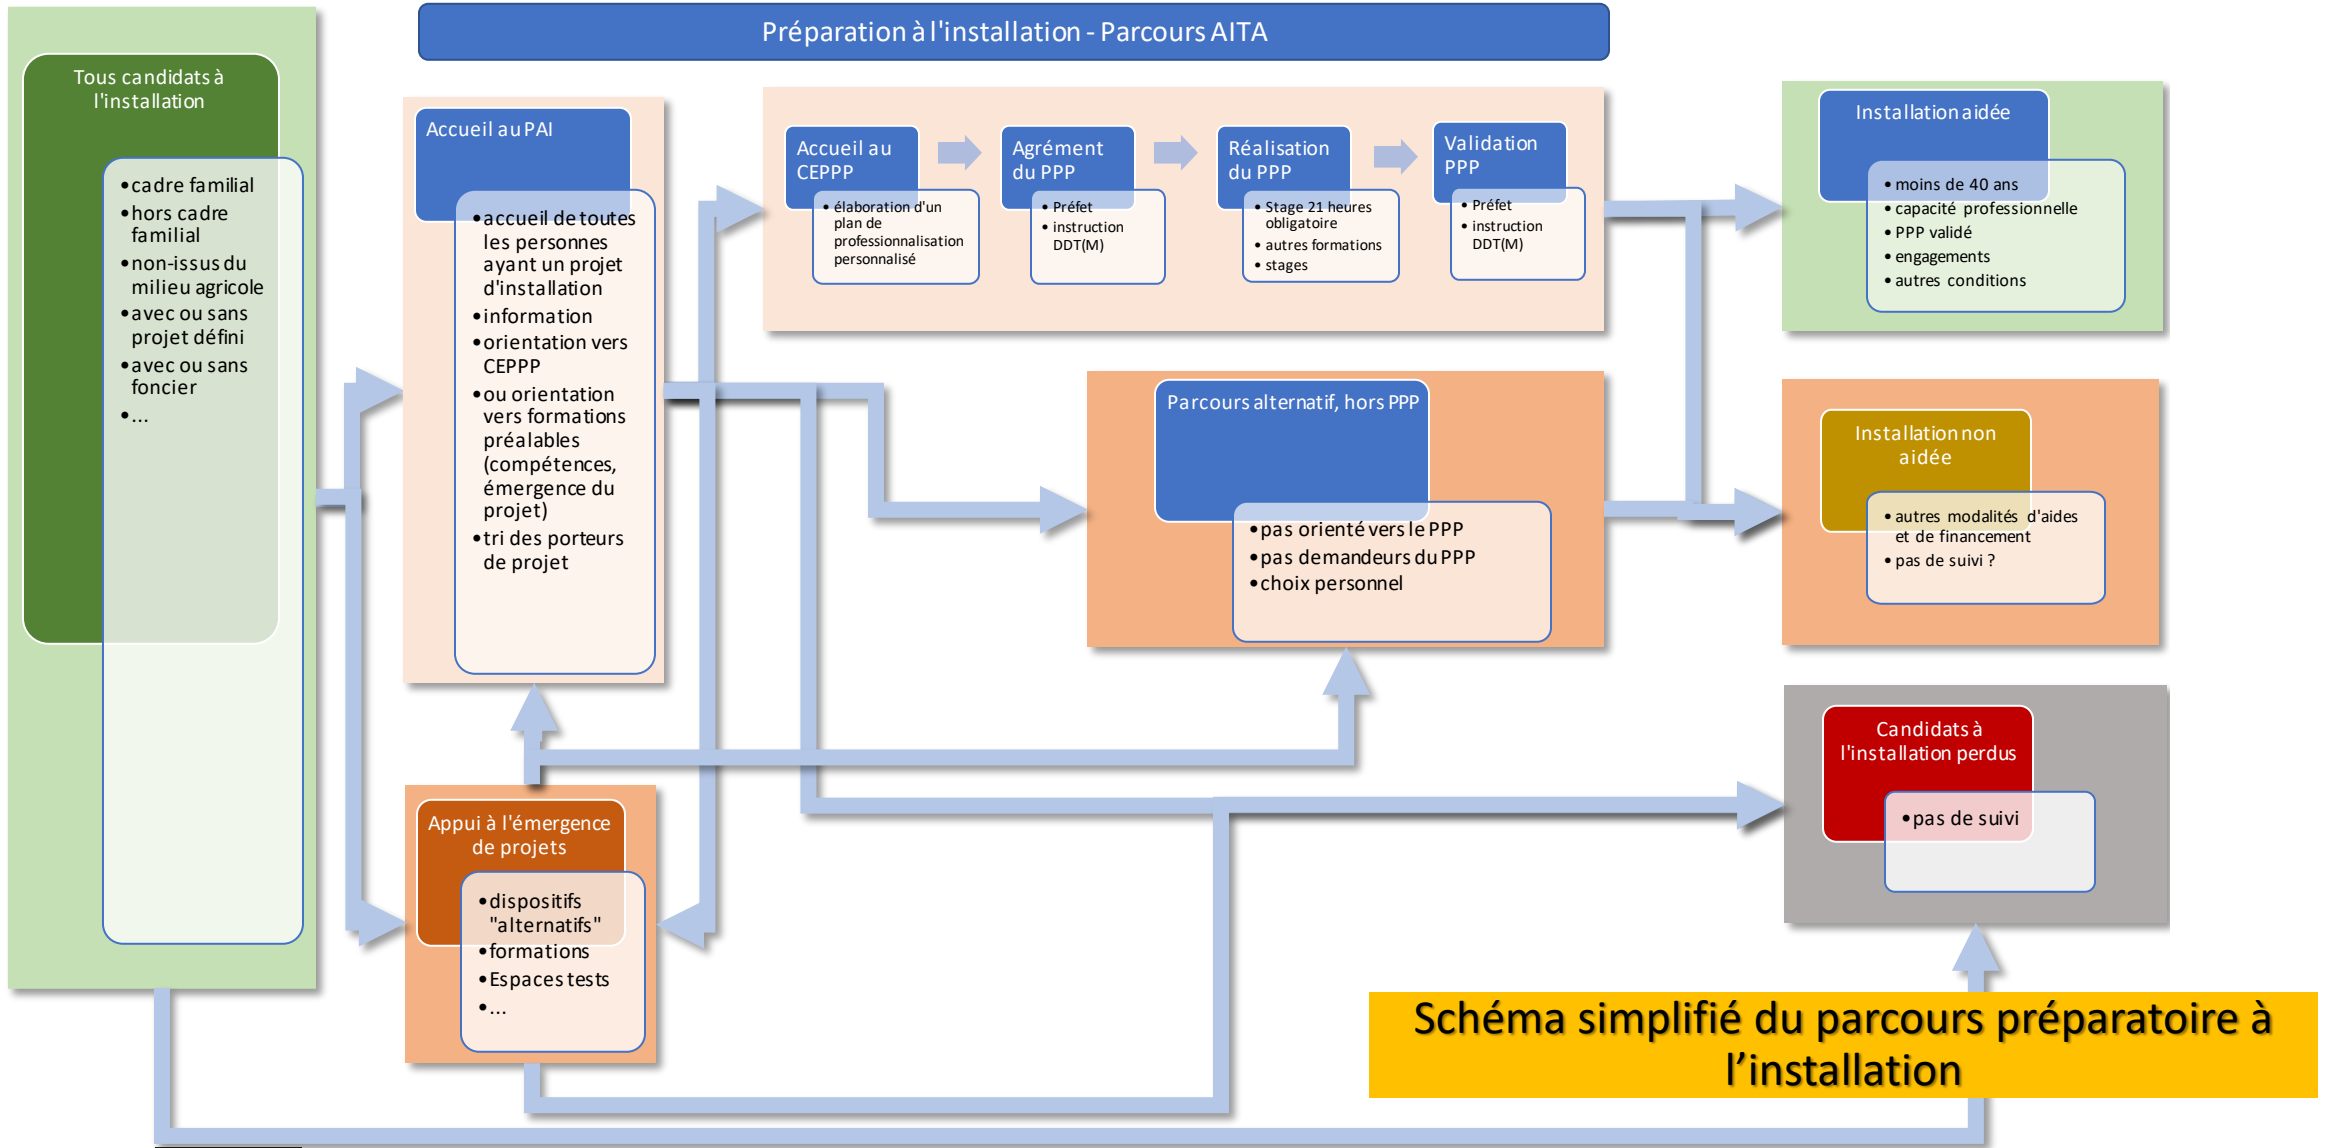 Préparation à l'installation - Parcours AITA
Tous candidats à
l'installation
•cadre familial
•hors cadre
familial
•non-issus du
milieu agricole
•avec ou sans
projet défini
•avec ou sans
foncier
•...
Accueil au PAI
•accueil de toutes
les personnes
ayant un projet
d'installation
•information
•orientation vers
CEPPP
•ou orientation
vers formations
préalables
(compétences,
émergence du
projet)
•tri des porteurs
de projet
Accueil au
CEPPP
• élaboration d'un
plan de
professionnalisation
personnalisé
Agrément
du PPP
• Préfet
• instruction
DDT(M)
Réalisation
du PPP
• Stage 21 heures
obligatoire
• autres formations
• stages
Validation
PPP
• Préfet
• instruction
DDT(M)
Installation aidée
• moins de 40 ans
• capacité professionnelle
• PPP validé
• engagements
• autres conditions
Parcours alternatif, hors PPP
•pas orienté vers le PPP
•pas demandeurs du PPP
•choix personnel
Installation non
aidée
• autres modalités d'aides
et de financement
• pas de suivi ?
Candidats à
l'installation perdus
•pas de suivi
Appui à l'émergence
de projets
•dispositifs
"alternatifs"
•formations
•Espaces tests
•...
Schéma simplifié du parcours préparatoire à
l’installation